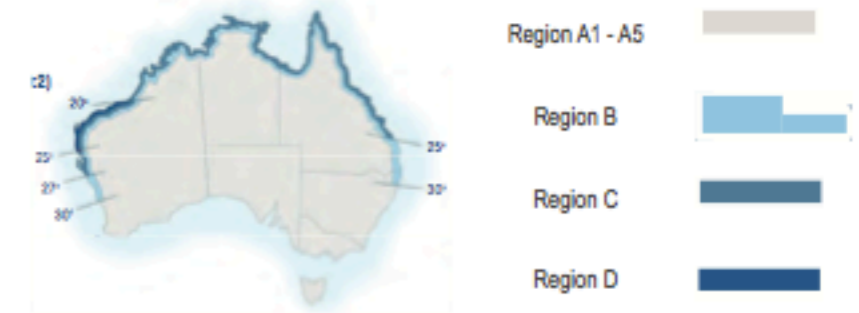 c2)
20°
25°
27°
30°
25°
30°
Region A1 - A5
Region B
Region C
Region D